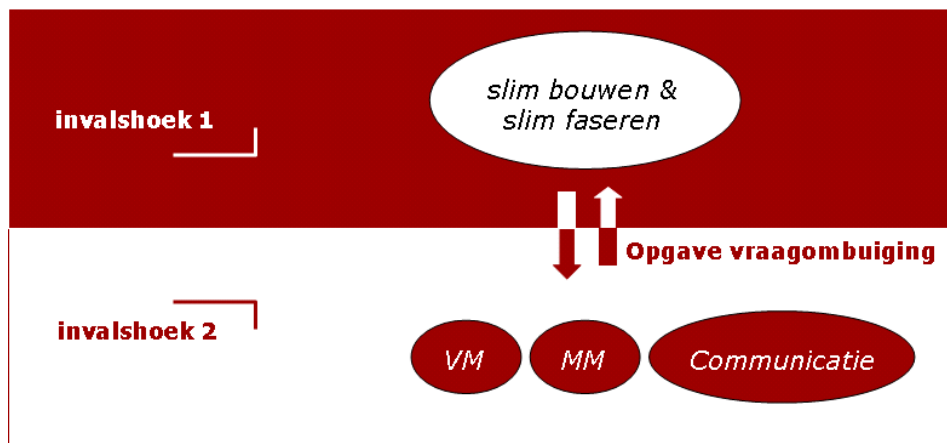 slim bouwen &
slim faseren
invalshoek 1
Opgave vraagombuiging
invalshoek 2
VM
MM
Communicatie